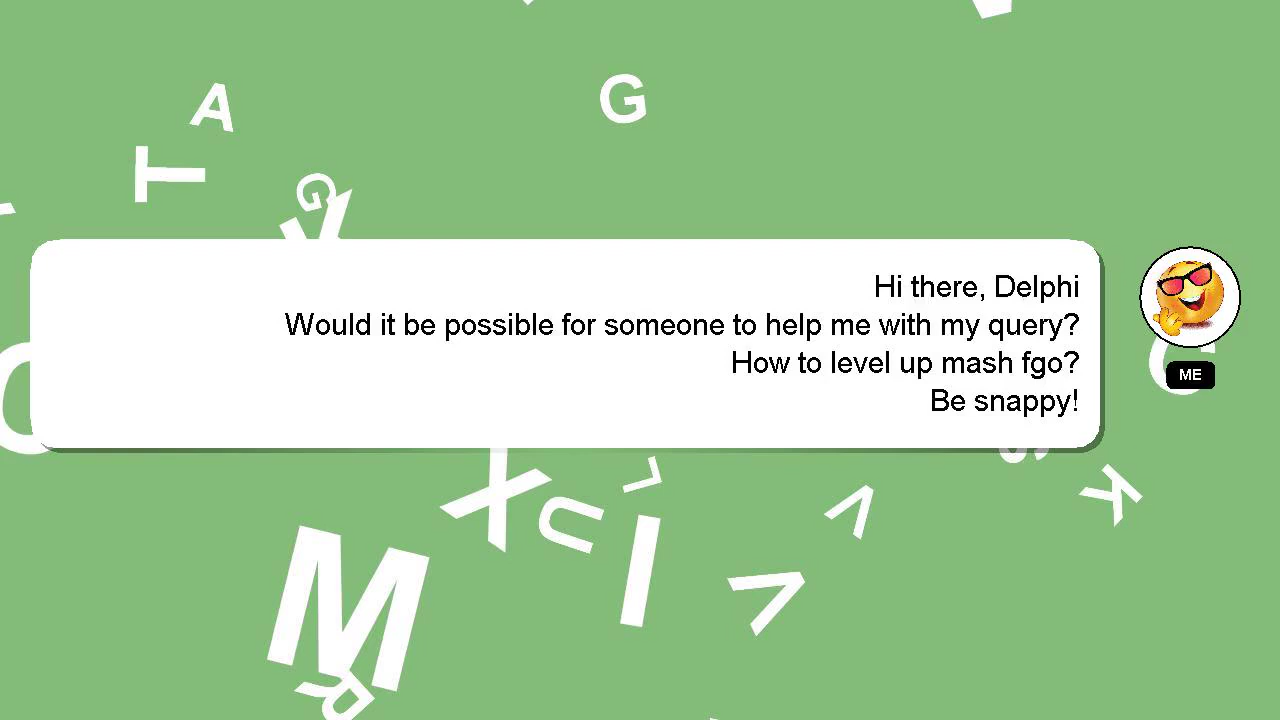 Hi there, Delphi
Would it be possible for someone to help me with my query?
How to level up mash fgo?
Be snappy!
ME
A
G
T
G
X
U
L
I
M
R
K